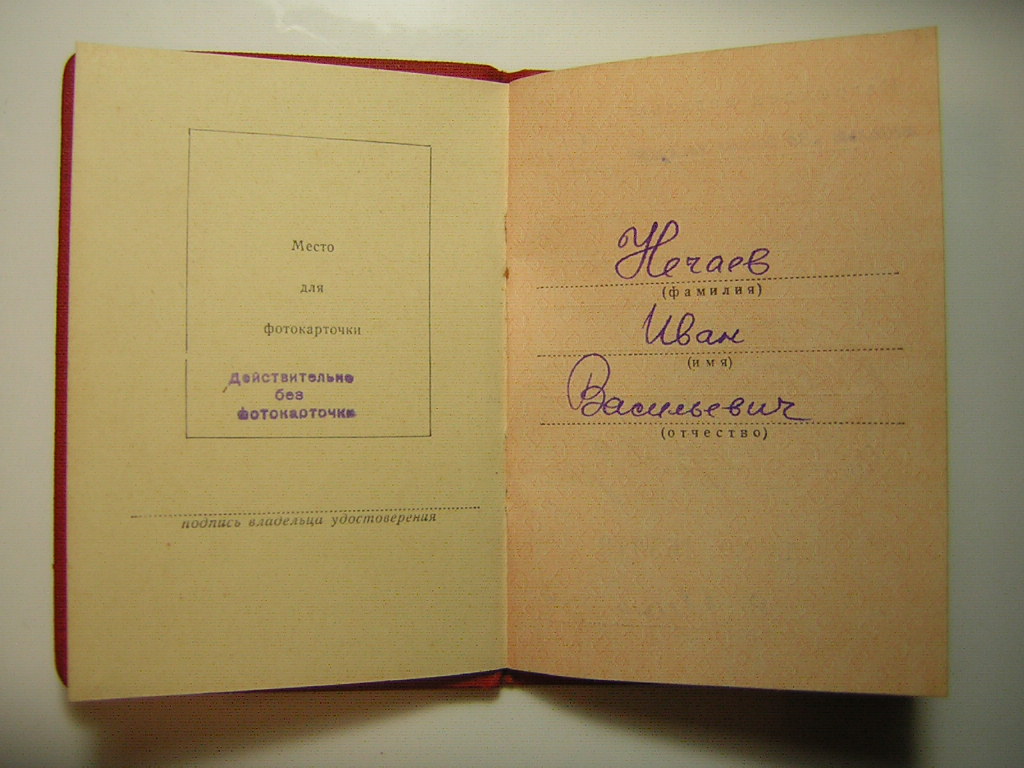 Место
для
фотокарточки
Действительно
без
фотокарточки
подпись владельца удостоверения
Нечаев
(фамилия)
Иван
(имя)
Васильевич
(отчество)